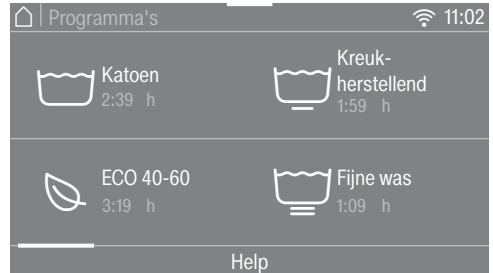 Programma's 11:02
Katoen
2:39 h
Kreuk-
herstellend
1:59 h
ECO 40-60
3:19 h
Fijne was
1:09 h
Help